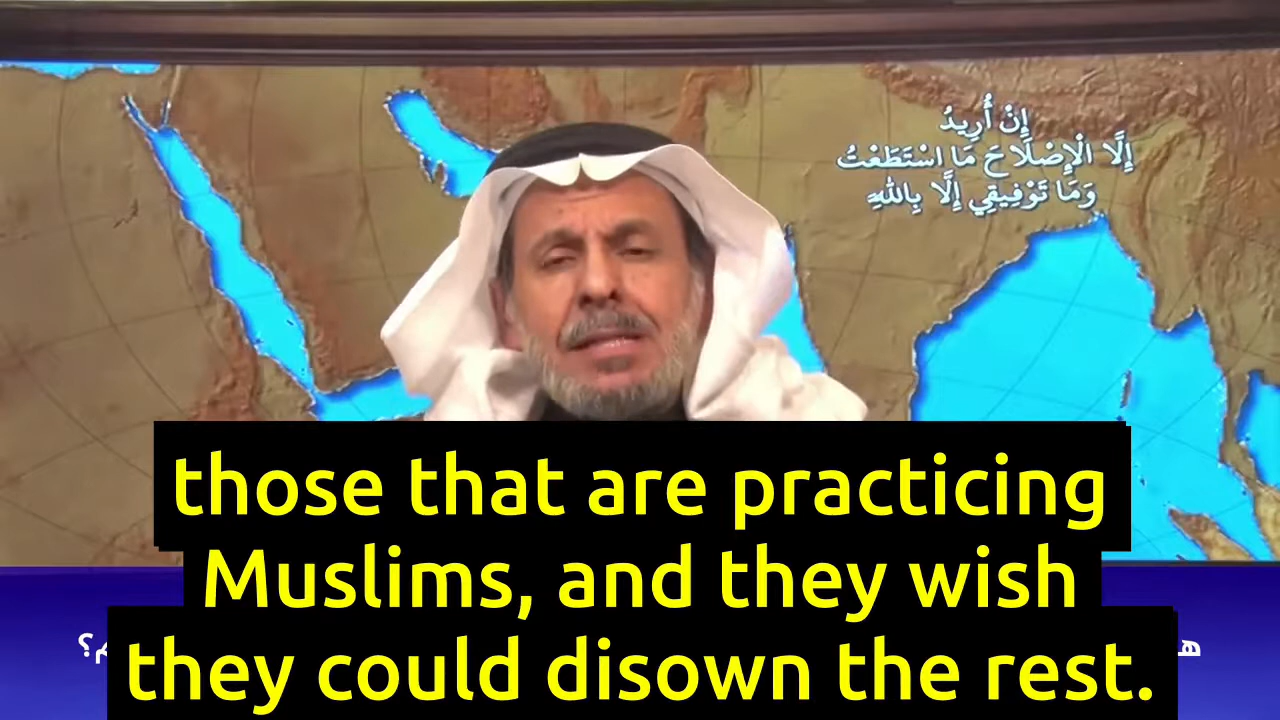 إِنْ أُرِيدُ
إِلَّا الْإِصْلَاحَ مَا اسْتَطَعْتُ
وَمَا تَوْفِيقِي إِلَّا بِاللَّهِ
those that are practicing
Muslims, and they wish
they could disown the rest.